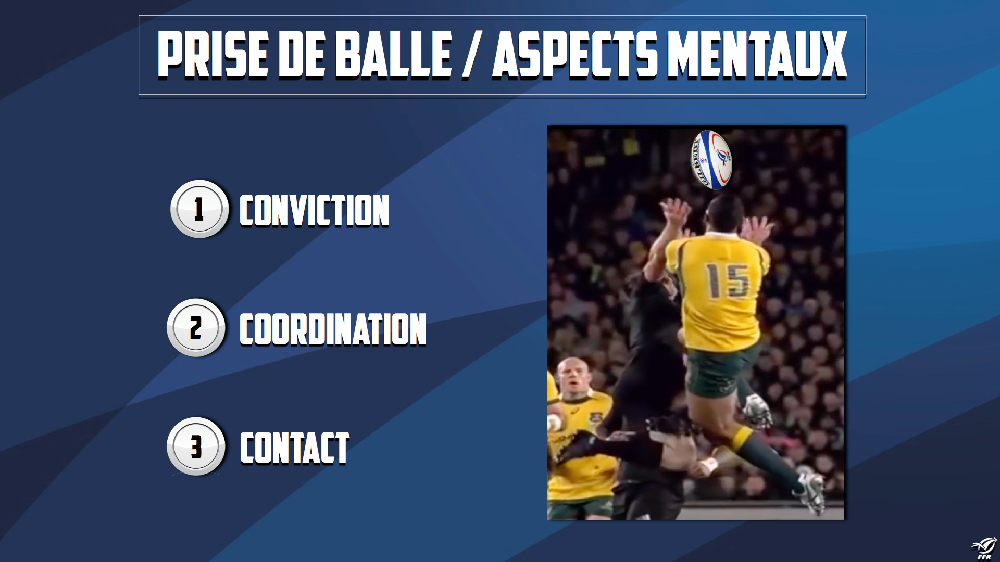 PRISE DE BALLE / ASPECTS MENTAUX
1 CONVICTION
2 COORDINATION
3 CONTACT
GILBERT
15
FFR